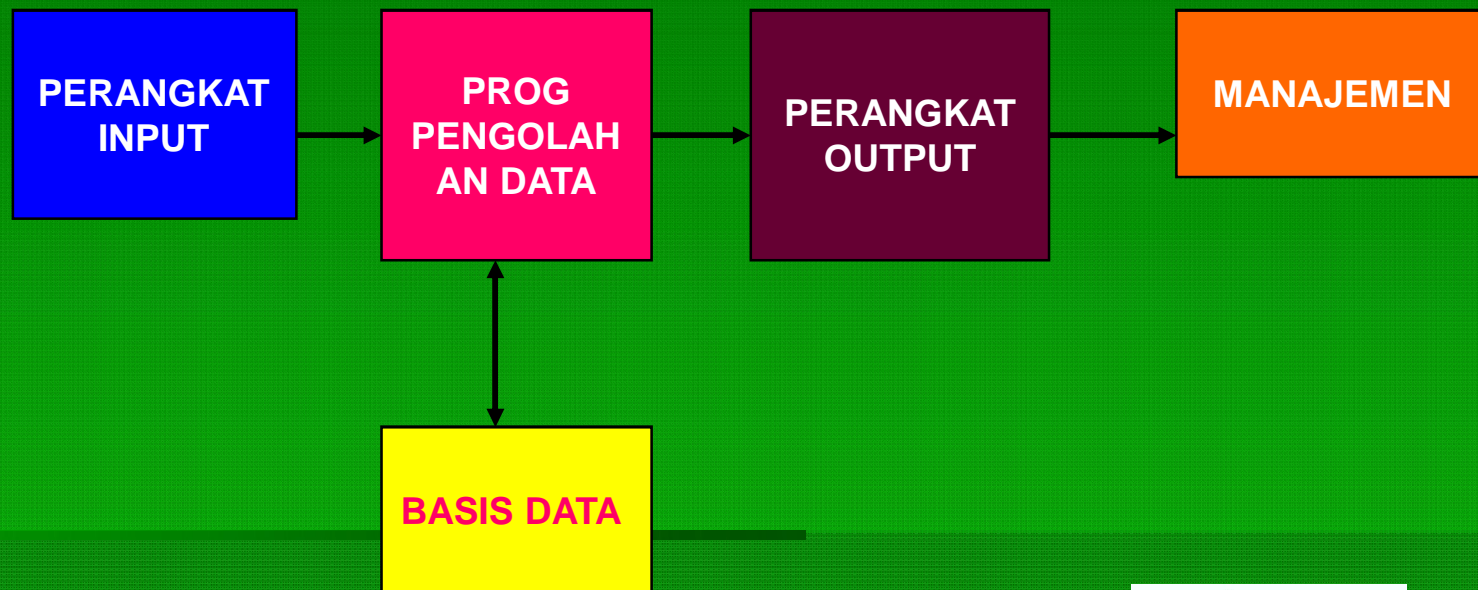 PERANGKAT
INPUT
PROG
PENGOLAH
AN DATA
PERANGKAT
OUTPUT
MANAJEMEN
BASIS DATA